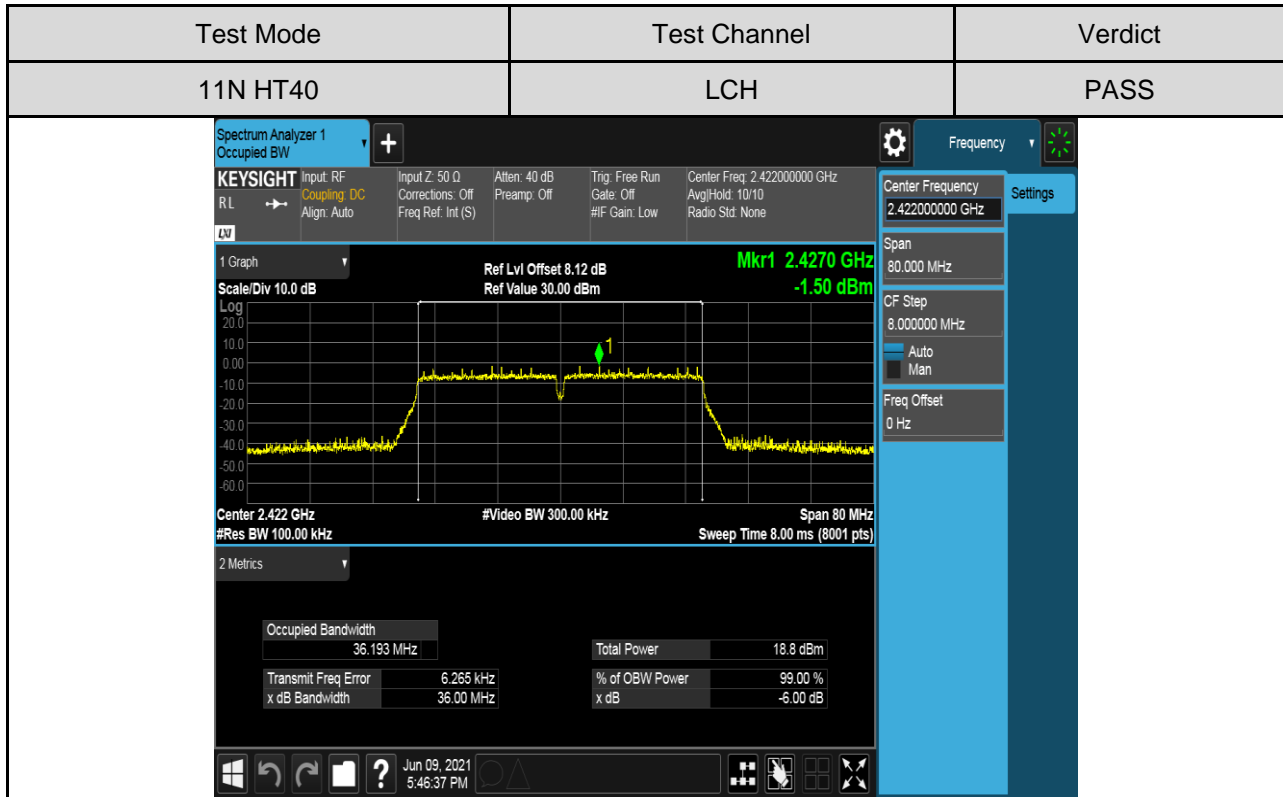 Test Mode Test Channel Verdict
11N HT40 LCH PASS
Spectrum Analyzer 1
Occupied BW
+
Frequency
KEYSIGHT
RL
LXI
Input: RF
Coupling: DC
Align: Auto
Input Z: 50 Ω
Corrections: Off
Freq Ref: Int (S)
Atten: 40 dB
Preamp: Off
Trig: Free Run
Gate: Off
#IF Gain: Low
Center Freq: 2.422000000 GHz
Avg|Hold: 10/10
Radio Std: None
Center Frequency
2.422000000 GHz
Settings
Span
80.000 MHz
CF Step
8.000000 MHz
Auto
Man
Freq Offset
0 Hz
1 Graph
Scale/Div 10.0 dB
Ref Lvl Offset 8.12 dB
Ref Value 30.00 dBm
Mkr1 2.4270 GHz
-1.50 dBm
Log
20.0
10.0
0.00
-10.0
-20.0
-30.0
-40.0
-50.0
-60.0
1
Center 2.422 GHz
#Res BW 100.00 kHz
#Video BW 300.00 kHz
Span 80 MHz
Sweep Time 8.00 ms (8001 pts)
2 Metrics
Occupied Bandwidth
36.193 MHz
Total Power 18.8 dBm
Transmit Freq Error 6.265 kHz
% of OBW Power 99.00 %
x dB Bandwidth 36.00 MHz
x dB -6.00 dB
?
Jun 09, 2021
5:46:37 PM